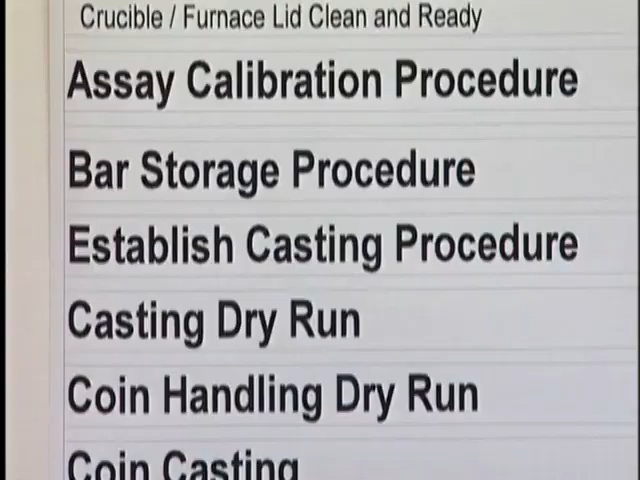 Crucible / Furnace Lid Clean and Ready
Assay Calibration Procedure
Bar Storage Procedure
Establish Casting Procedure
Casting Dry Run
Coin Handling Dry Run
Coin Casting